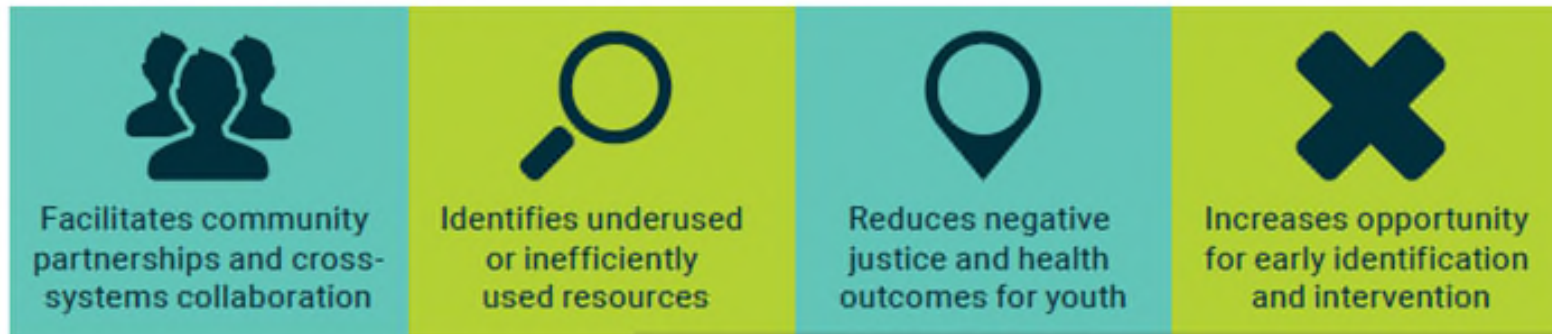 Facilitates community
partnerships and cross-
systems collaboration
Identifies underused
or inefficiently
used resources
Reduces negative
justice and health
outcomes for youth
Increases opportunity
for early identification
and intervention